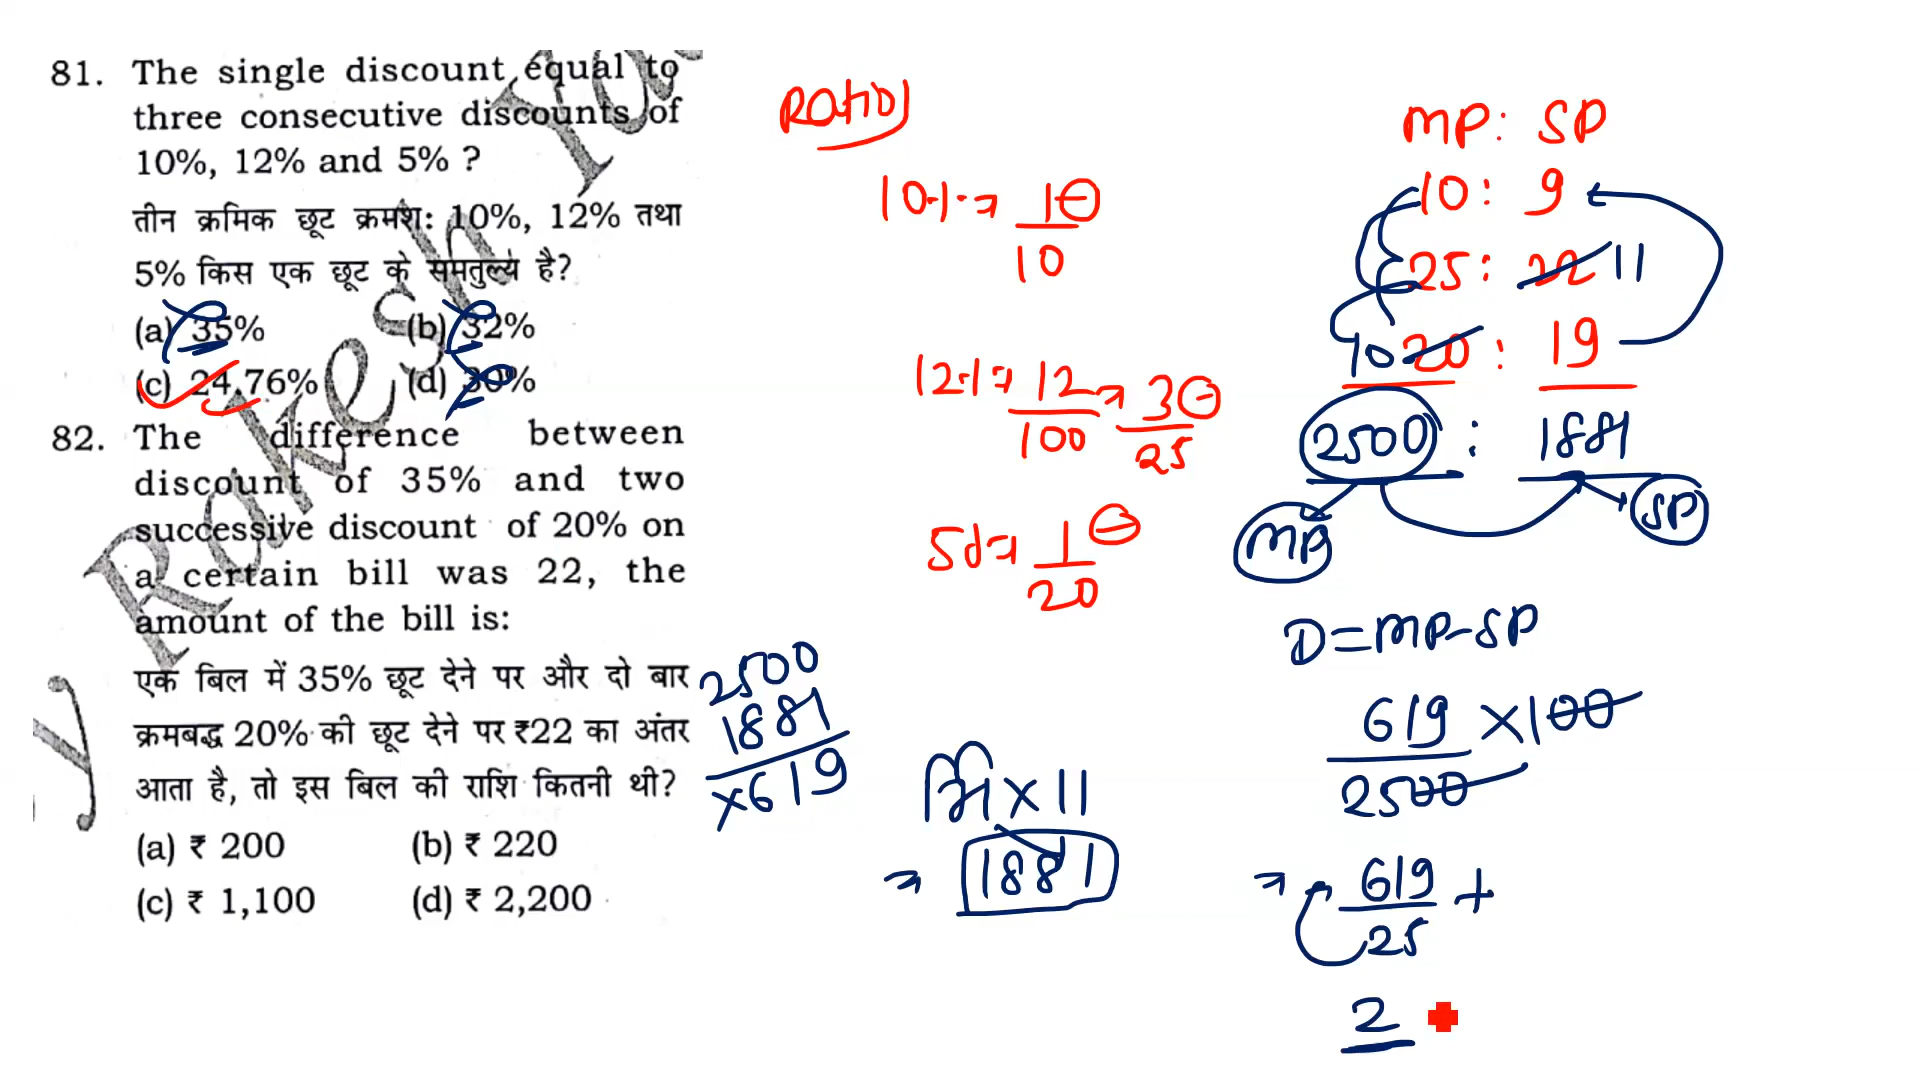 81. The single discount equal to
three consecutive discounts of
10%, 12% and 5% ?
तीन क्रमिक छूट क्रमशः 10%, 12% तथा
5% किस एक छूट के समतुल्य है?
(a) 35% (b) 32%
(c) 24.76% (d) 30%
82. The difference between
discount of 35% and two
successive discount of 20% on
a certain bill was 22, the
amount of the bill is:
एक बिल में 35% छूट देने पर और दो बार
क्रमबद्ध 20% की छूट देने पर ₹22 का अंतर
आता है, तो इस बिल की राशि कितनी थी?
(a) ₹ 200 (b) ₹ 220
(c) ₹ 1,100 (d) ₹ 2,200
y Rakesh
Ratio
10% → 1 -
10
12% → 12 → 3 -
100 25
5% → 1 -
20
2500
1881
×619
× 11
→ 1881
MP : SP
10 : 9
25 : 22 11
10 20 : 19
2500 : 1881
MP SP
D = MP - SP
619 × 100
2500
→ 619 +
25
2